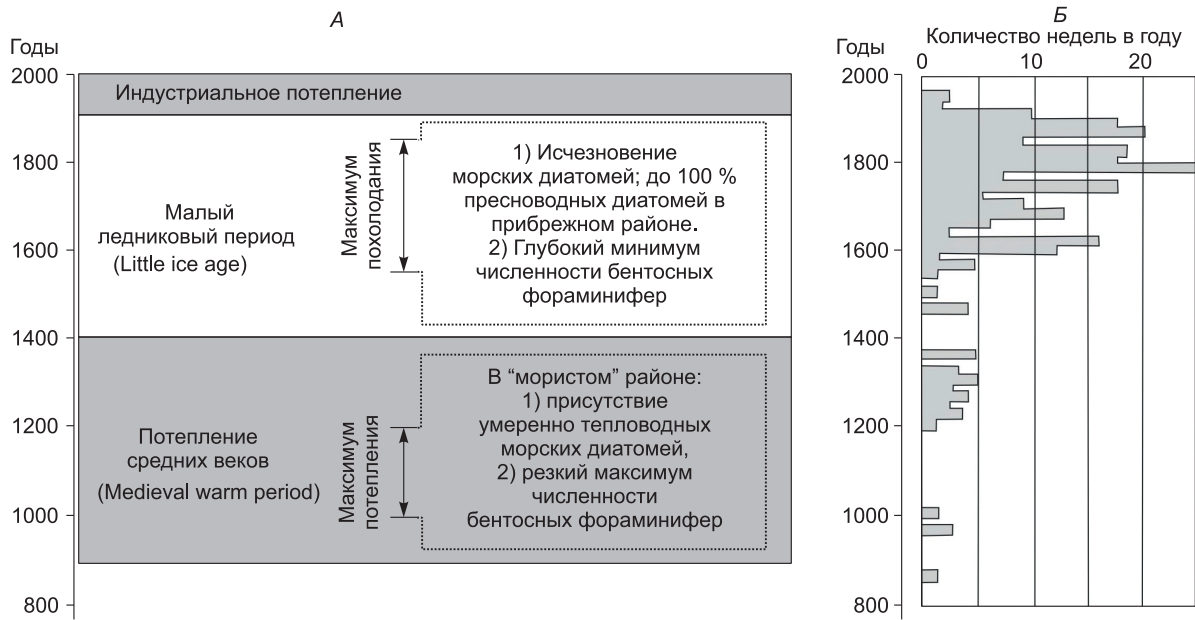 А
Годы
2000
1800
1600
1400
1200
1000
800
Индустриальное потепление
Малый
ледниковый период
(Little ice age)
Максимум
похолодания
1) Исчезновение
морских диатомей; до 100 %
пресноводных диатомей в
прибрежном районе.
2) Глубокий минимум
численности бентосных
фораминифер
Потепление
средних веков
(Medieval warm period)
Максимум
потепления
В “мористом” районе:
1) присутствие
умеренно тепловодных
морских диатомей,
2) резкий максимум
численности
бентосных фораминифер
Б
Количество недель в году
Годы
0 10 20
2000
1800
1600
1400
1200
1000
800